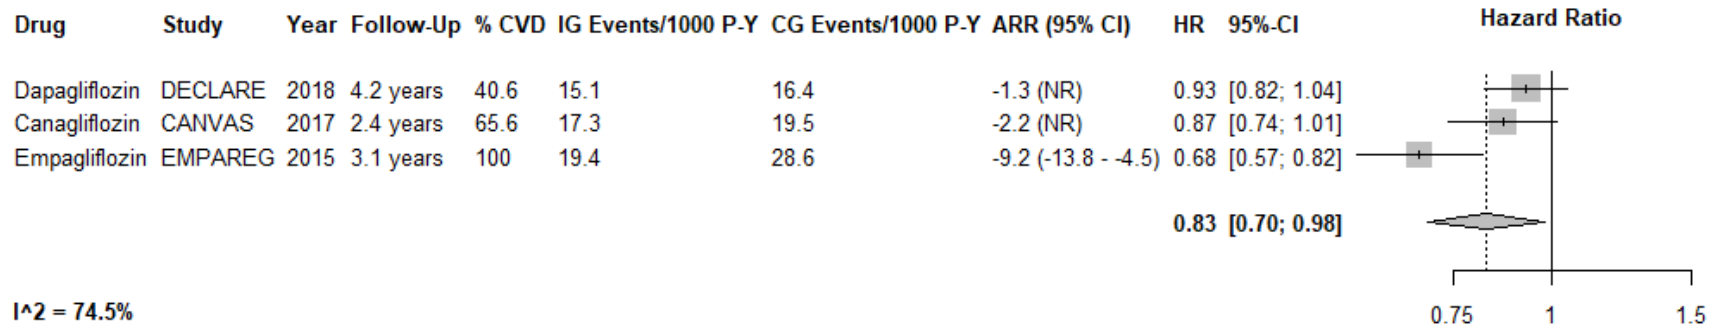 Drug Study Year Follow-Up % CVD IG Events/1000 P-Y CG Events/1000 P-Y ARR (95% CI) HR 95%-CI Hazard Ratio
Dapagliflozin DECLARE 2018 4.2 years 40.6 15.1 16.4 -1.3 (NR) 0.93 [0.82; 1.04]
Canagliflozin CANVAS 2017 2.4 years 65.6 17.3 19.5 -2.2 (NR) 0.87 [0.74; 1.01]
Empagliflozin EMPAREG 2015 3.1 years 100 19.4 28.6 -9.2 (-13.8 - -4.5) 0.68 [0.57; 0.82]
0.83 [0.70; 0.98]
I^2 = 74.5%
0.75 1 1.5